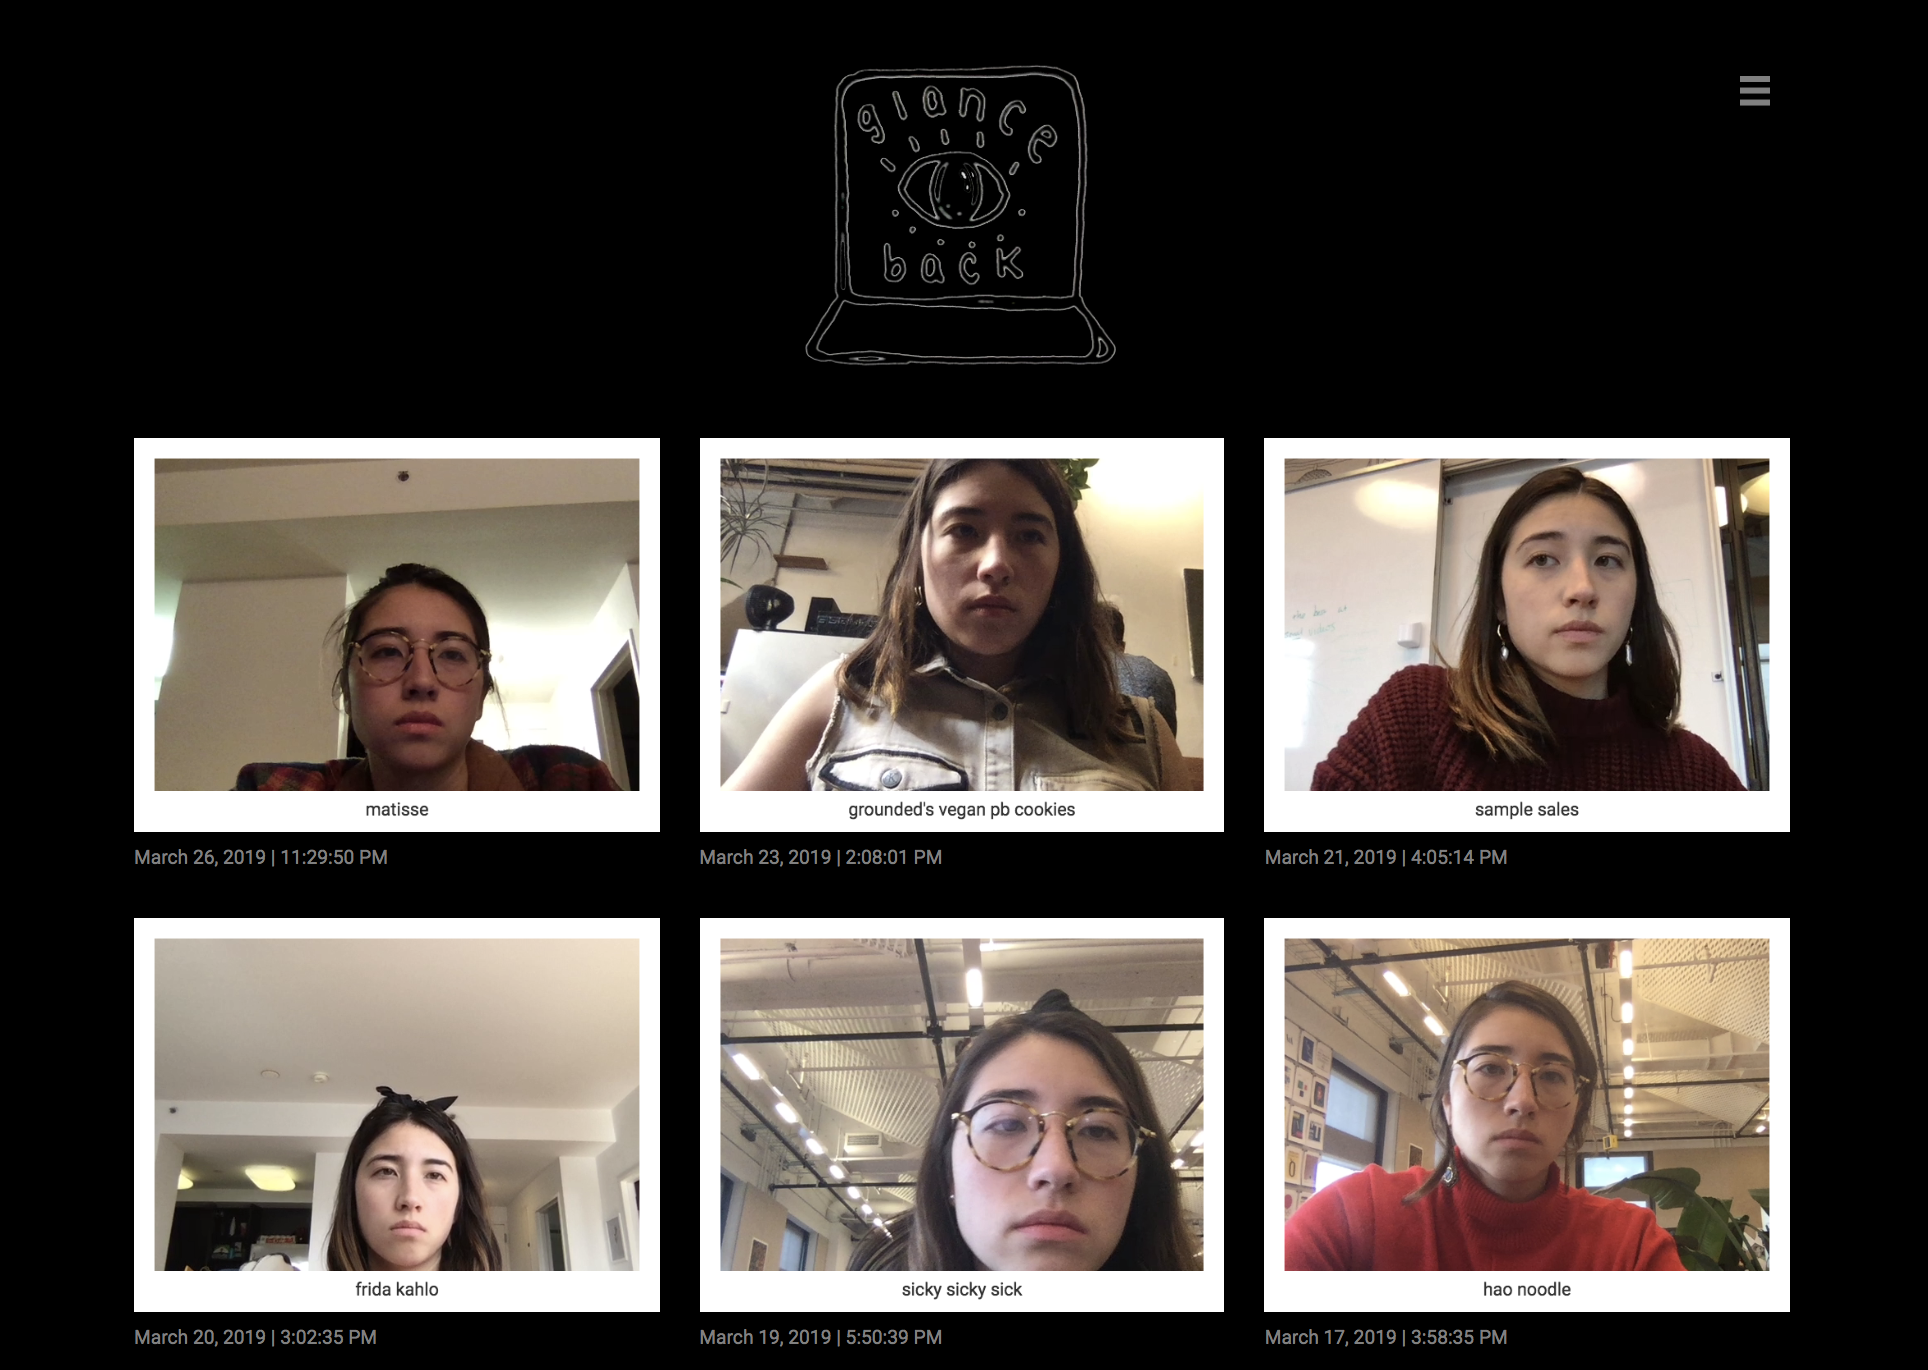 glance
back
matisse
March 26, 2019 | 11:29:50 PM
grounded's vegan pb cookies
March 23, 2019 | 2:08:01 PM
sample sales
March 21, 2019 | 4:05:14 PM
frida kahlo
March 20, 2019 | 3:02:35 PM
sicky sicky sick
March 19, 2019 | 5:50:39 PM
hao noodle
March 17, 2019 | 3:58:35 PM